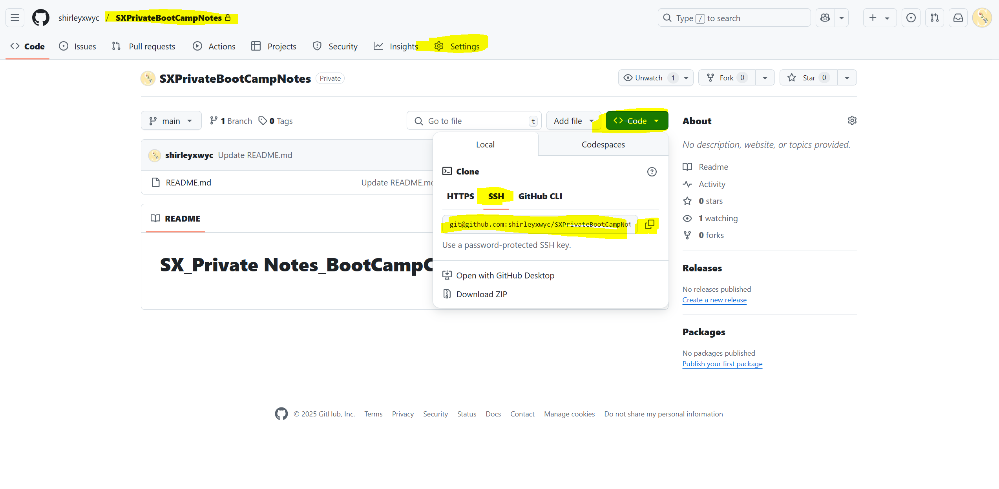 shirleyxwyc / SXPrivateBootCampNotes
Type / to search
Code Issues Pull requests Actions Projects Security Insights Settings
SXPrivateBootCampNotes Private
Unwatch 1 Fork 0 Star 0
main 1 Branch 0 Tags
Go to file t Add file Code
Local Codespaces
shirleyxwyc Update README.md
Clone
README.md Update README.md
HTTPS SSH GitHub CLI
README
git@github.com:shirleyxwyc/SXPrivateBootCampNot
Use a password-protected SSH key.
SX_Private Notes_BootCampC
Open with GitHub Desktop
Download ZIP
About
No description, website, or topics provided.
Readme
Activity
0 stars
1 watching
0 forks
Releases
No releases published
Create a new release
Packages
No packages published
Publish your first package
© 2025 GitHub, Inc. Terms Privacy Security Status Docs Contact Manage cookies Do not share my personal information